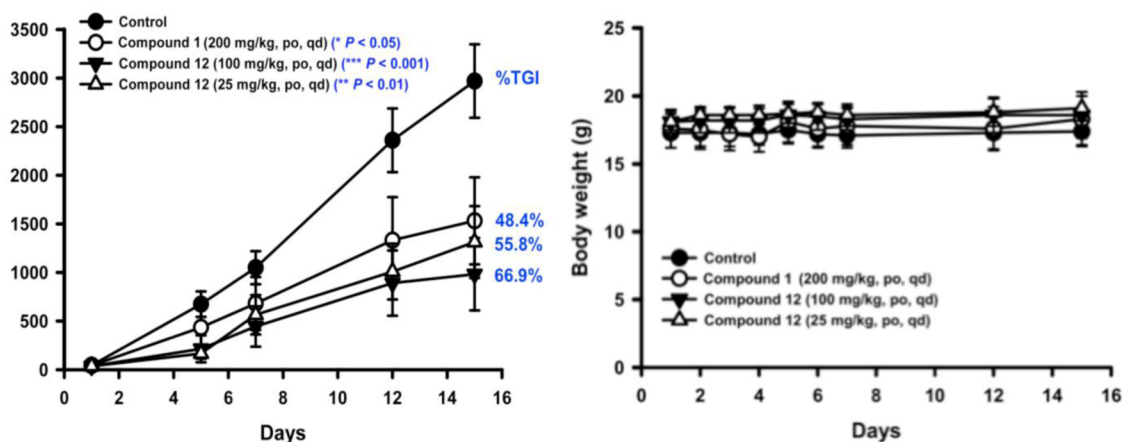 Control
Compound 1 (200 mg/kg, po, qd) (* P < 0.05)
Compound 12 (100 mg/kg, po, qd) (*** P < 0.001)
Compound 12 (25 mg/kg, po, qd) (** P < 0.01)
%TGI
48.4%
55.8%
66.9%
3500
3000
2500
2000
1500
1000
500
0
0 2 4 6 8 10 12 14 16
Days
Body weight (g)
25
20
15
10
5
0
Control
Compound 1 (200 mg/kg, po, qd)
Compound 12 (100 mg/kg, po, qd)
Compound 12 (25 mg/kg, po, qd)
0 2 4 6 8 10 12 14 16
Days